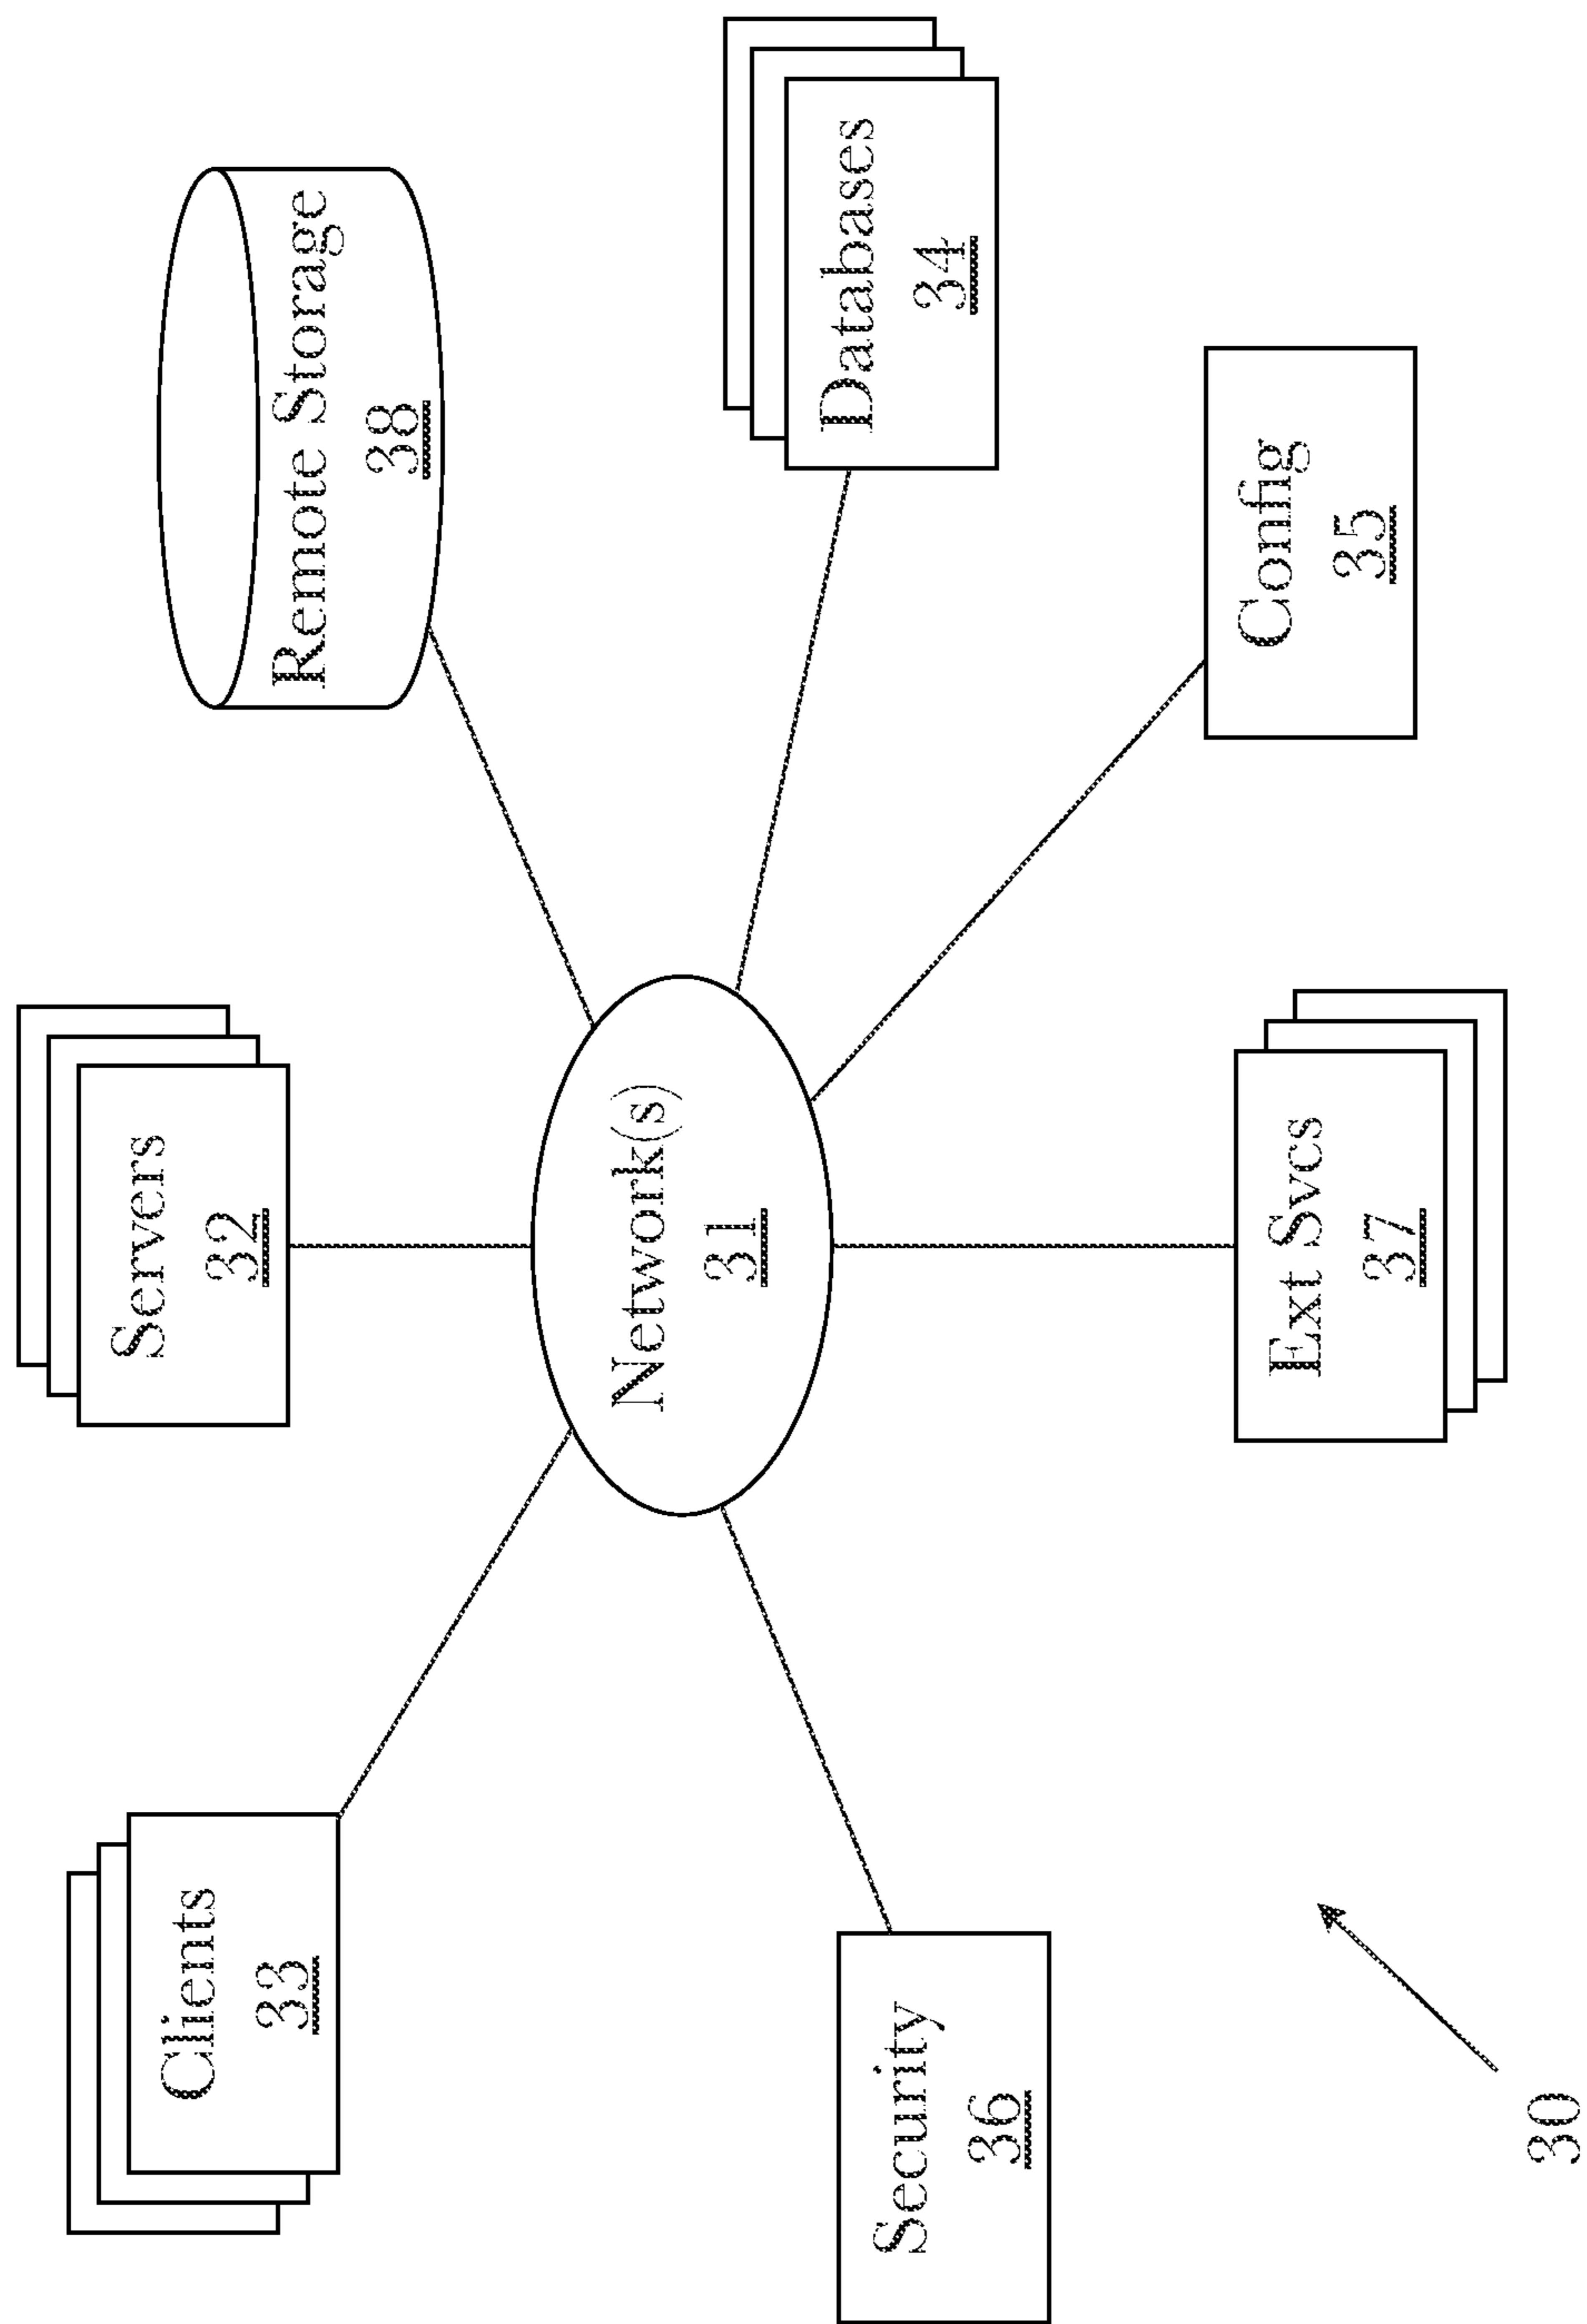 Clients
33
Servers
32
Remote Storage
38
Network(s)
31
Databases
34
Security
36
Ext Svcs
37
Config
35
30